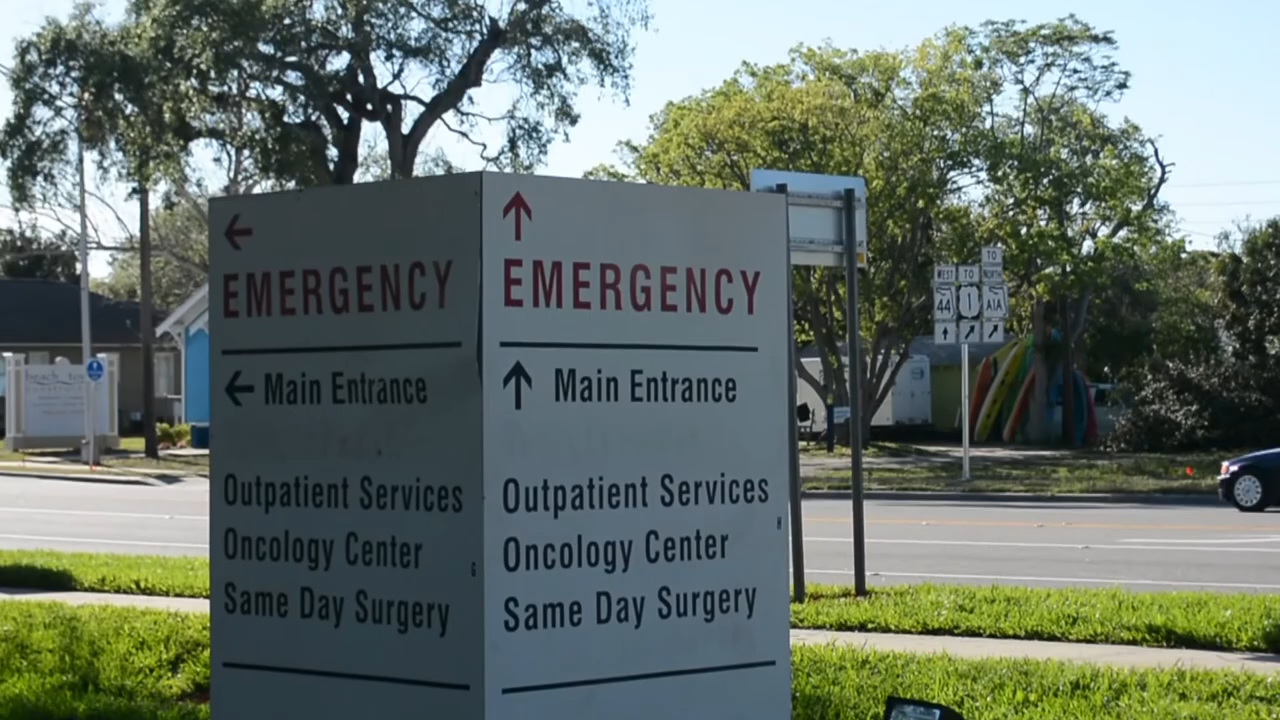 EMERGENCY
Main Entrance
Outpatient Services
Oncology Center
Same Day Surgery
G
EMERGENCY
Main Entrance
Outpatient Services
Oncology Center
Same Day Surgery
H
TO
WEST TO NORTH
44 1 A1A